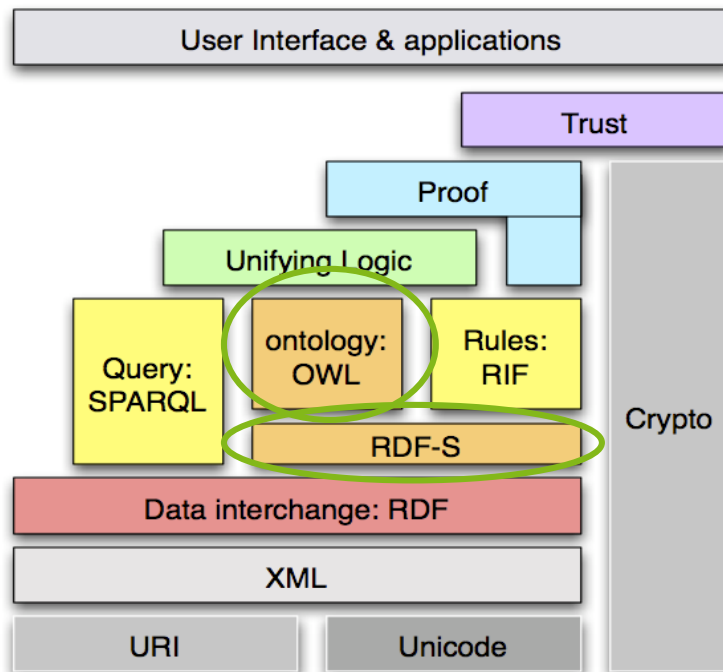 User Interface & applications
Trust
Proof
Unifying Logic
Query:
SPARQL
ontology:
OWL
Rules:
RIF
Crypto
RDF-S
Data interchange: RDF
XML
URI
Unicode